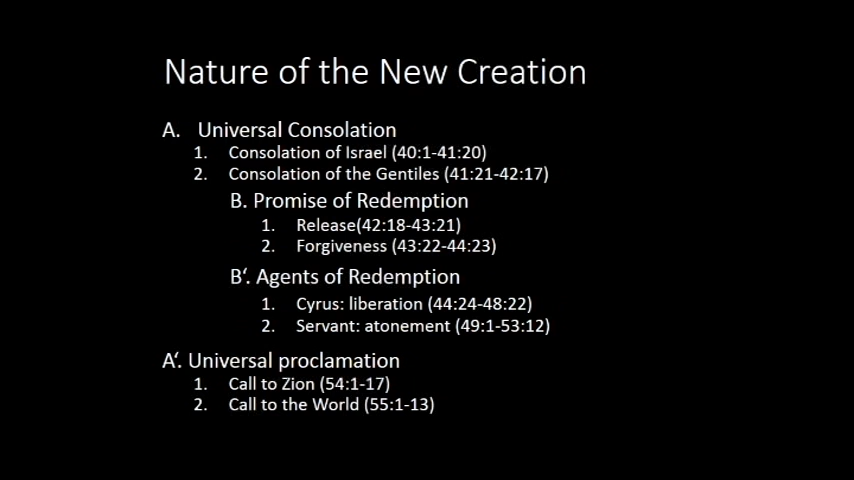 Nature of the New Creation
A. Universal Consolation
1. Consolation of Israel (40:1-41:20)
2. Consolation of the Gentiles (41:21-42:17)
B. Promise of Redemption
1. Release(42:18-43:21)
2. Forgiveness (43:22-44:23)
B‘. Agents of Redemption
1. Cyrus: liberation (44:24-48:22)
2. Servant: atonement (49:1-53:12)
A‘. Universal proclamation
1. Call to Zion (54:1-17)
2. Call to the World (55:1-13)